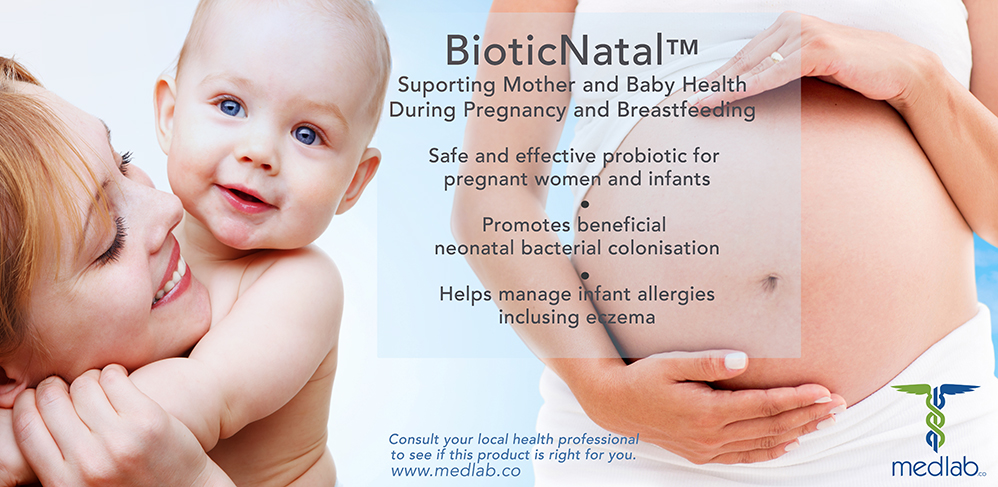 BioticNatal™
Suporting Mother and Baby Health
During Pregnancy and Breastfeeding
Safe and effective probiotic for
pregnant women and infants
•
Promotes beneficial
neonatal bacterial colonisation
•
Helps manage infant allergies
inclusing eczema
Consult your local health professional
to see if this product is right for you.
www.medlab.co
medlab.co